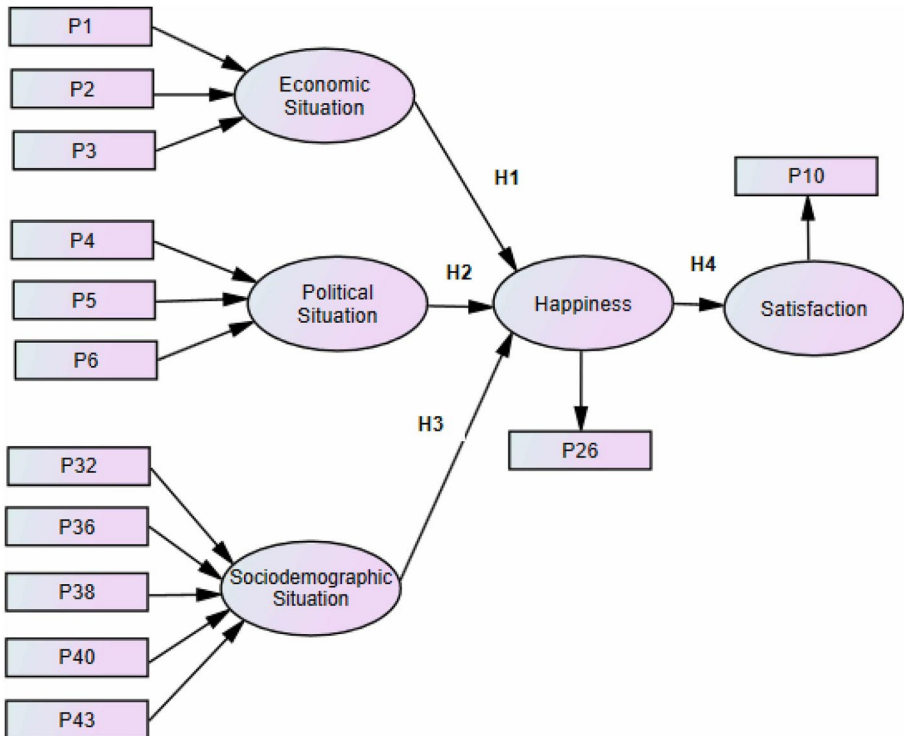 P1
P2
P3
Economic
Situation
H1
P10
P4
P5
P6
Political
Situation
H2
Happiness
H4
Satisfaction
H3
P26
P32
P36
P38
P40
P43
Sociodemographic
Situation